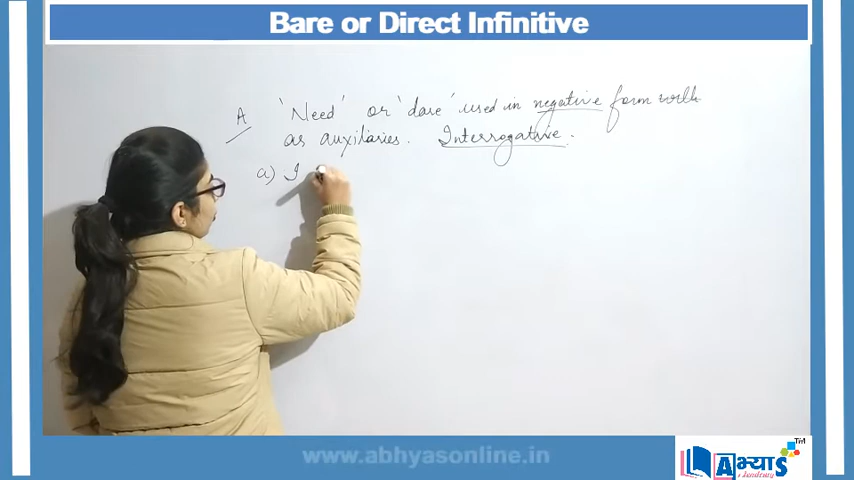 Bare or Direct Infinitive
A 'Need' or 'dare' used in negative form with
as auxiliaries. Interrogative.
a) I
www.abhyasonline.in
अभ्याS
TM